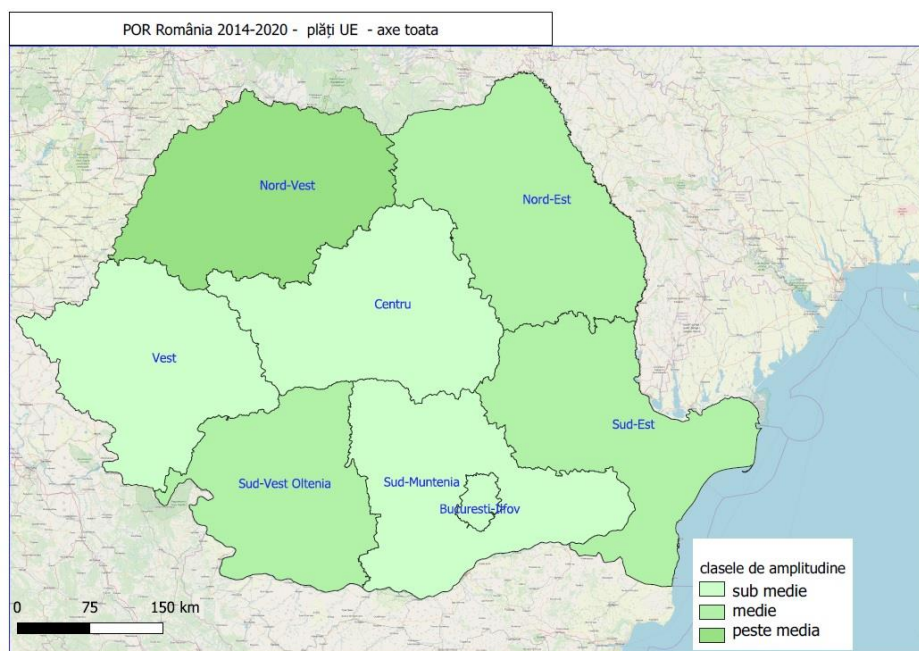 POR România 2014-2020 - plăți UE - axe toata
Nord-Vest
Nord-Est
Centru
Vest
Sud-Est
Sud-Vest Oltenia
Sud-Muntenia
Bucuresti-Ilfov
clasele de amplitudine
sub medie
medie
peste media
0 75 150 km